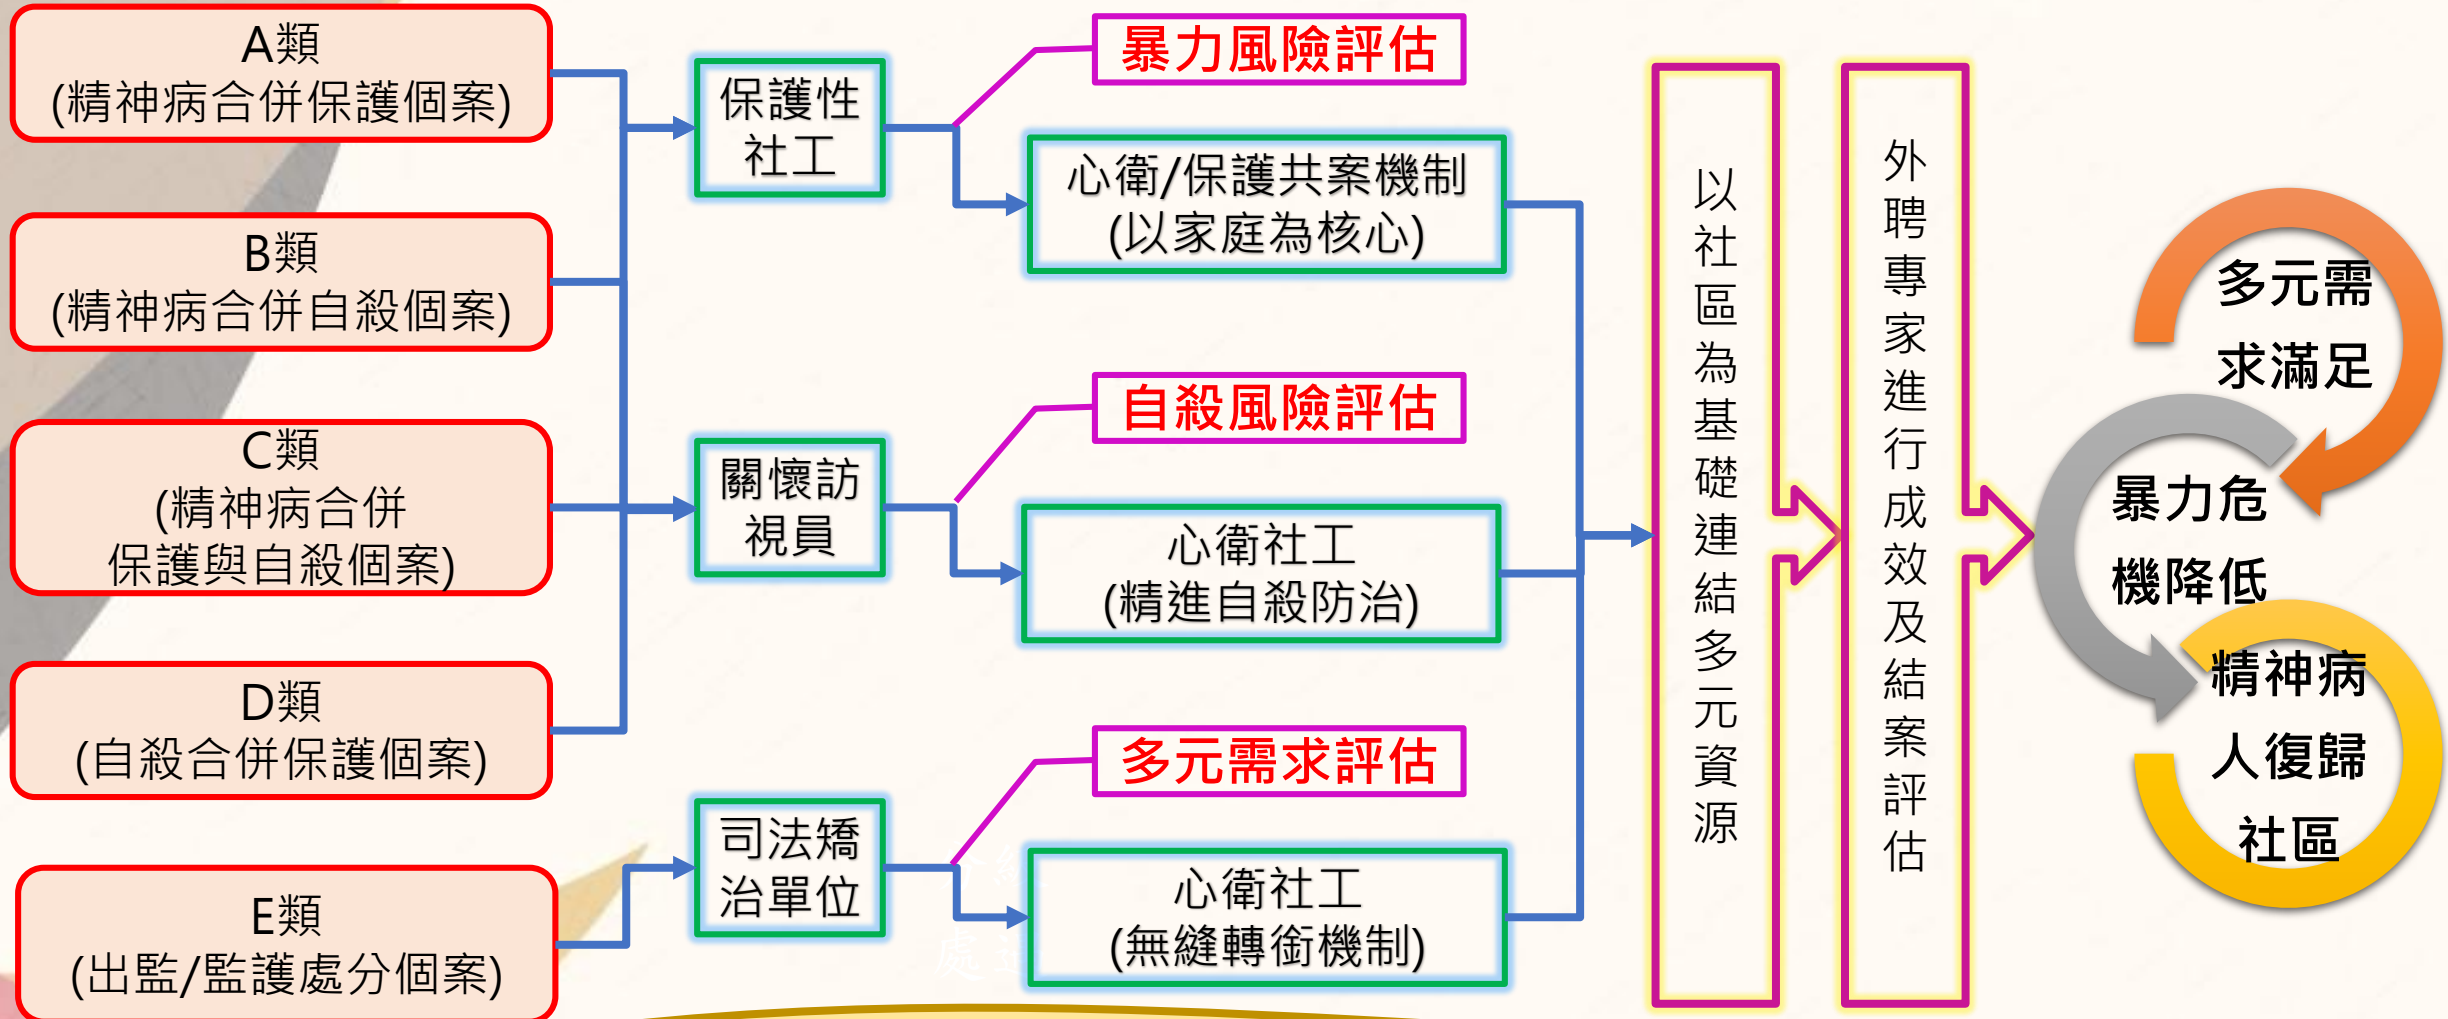 A類
(精神病合併保護個案)
B類
(精神病合併自殺個案)
C類
(精神病合併
保護與自殺個案)
D類
(自殺合併保護個案)
E類
(出監/監護處分個案)
保護性
社工
關懷訪
視員
司法矯
治單位
暴力風險評估
心衛/保護共案機制
(以家庭為核心)
自殺風險評估
心衛社工
(精進自殺防治)
多元需求評估
心衛社工
(無縫轉銜機制)
以社區為基礎連結多元資源
外聘專家進行成效及結案評估
多元需
求滿足
暴力危
機降低
精神病
人復歸
社區